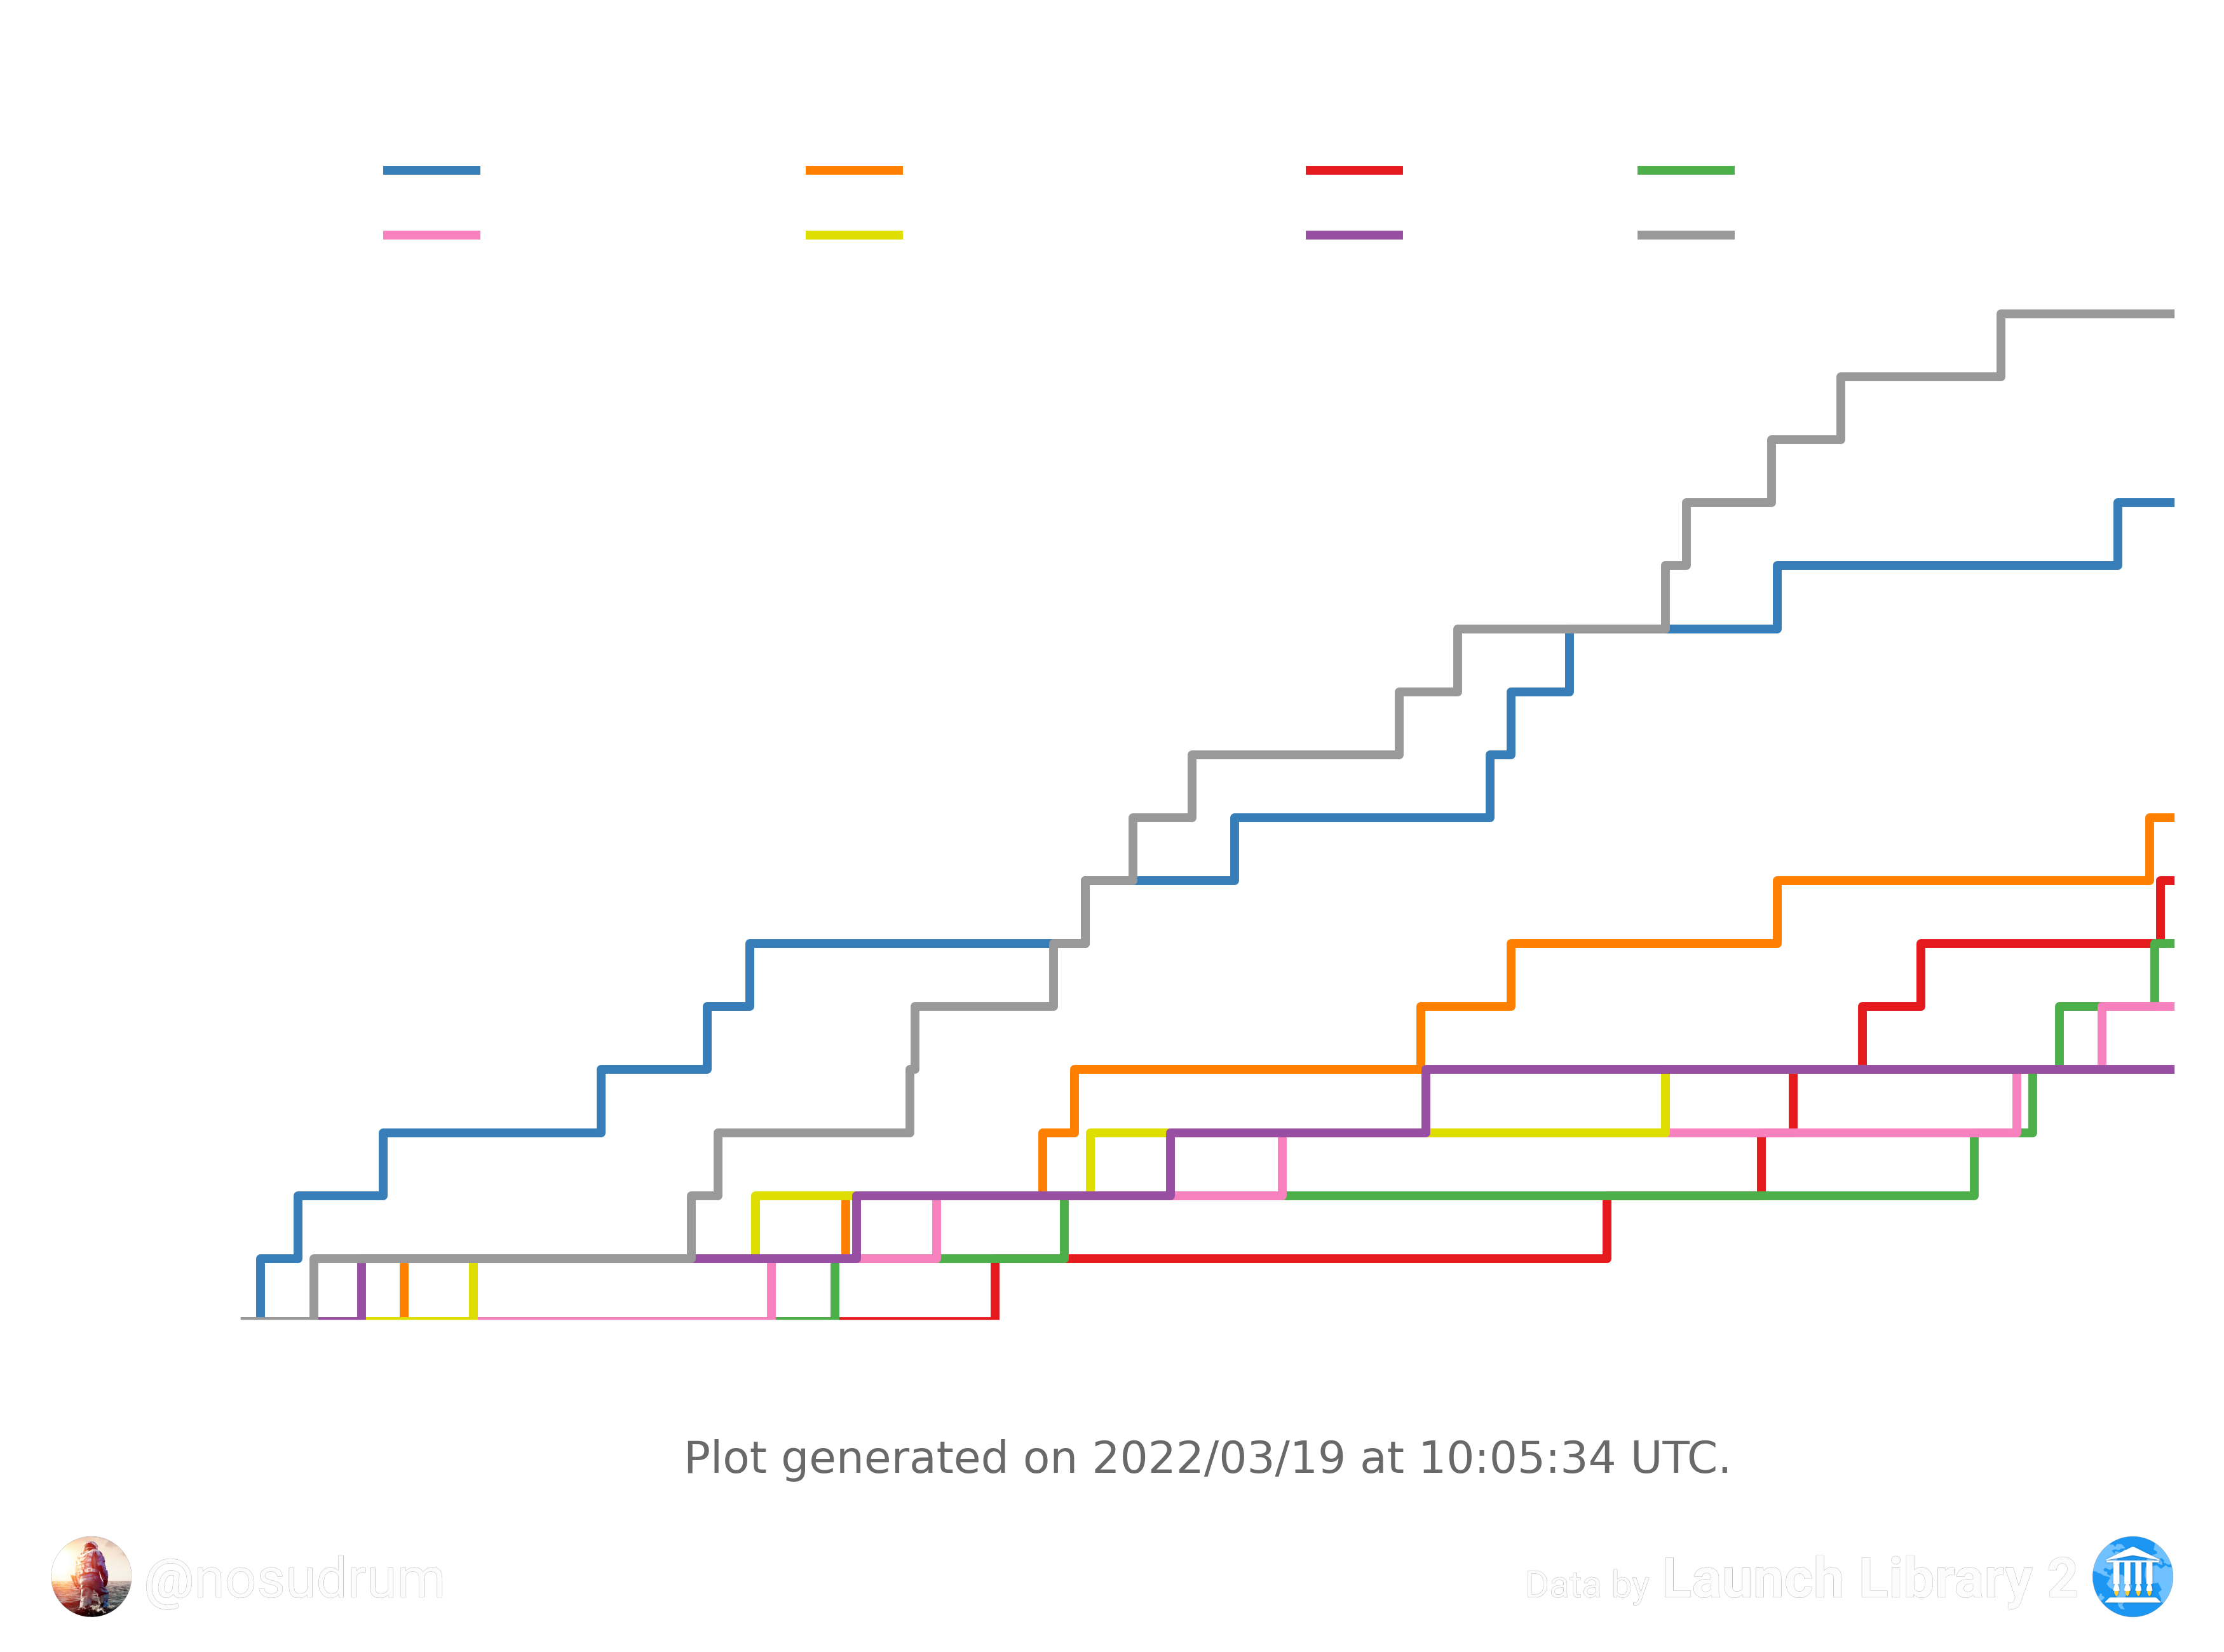 Plot generated on 2022/03/19 at 10:05:34 UTC.
@nosudrum
Data by Launch Library 2